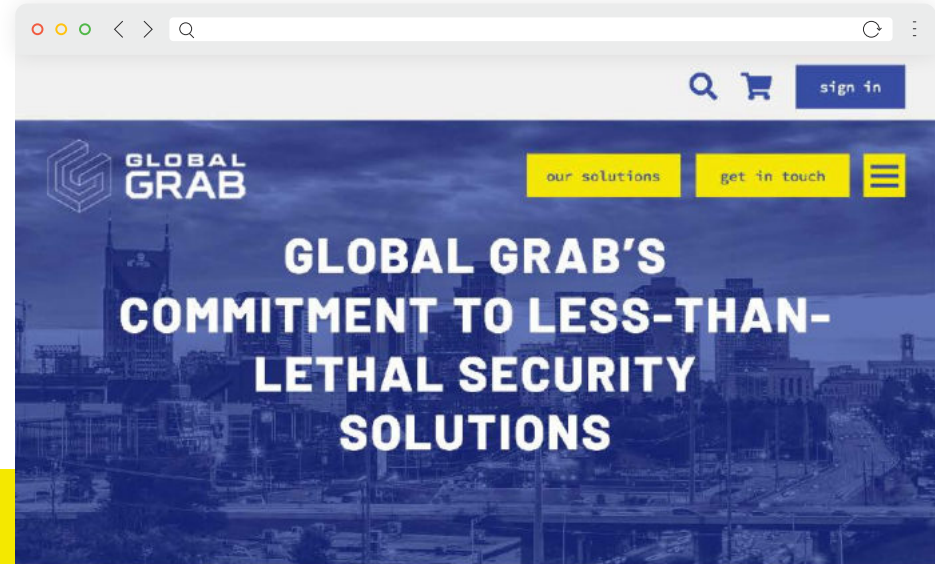 sign in
GLOBAL
GRAB
our solutions
get in touch
GLOBAL GRAB’S
COMMITMENT TO LESS-THAN-
LETHAL SECURITY
SOLUTIONS